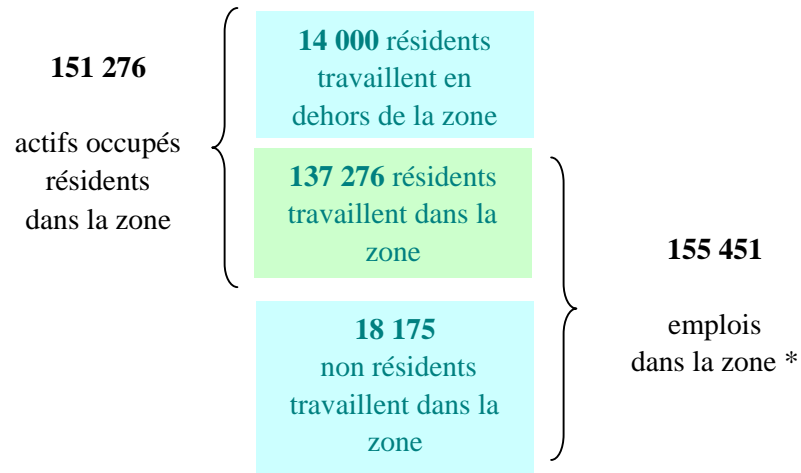 151 276
actifs occupés
résidents
dans la zone
14 000 résidents
travaillent en
dehors de la zone
137 276 résidents
travaillent dans la
zone
18 175
non résidents
travaillent dans la
zone
155 451
emplois
dans la zone *